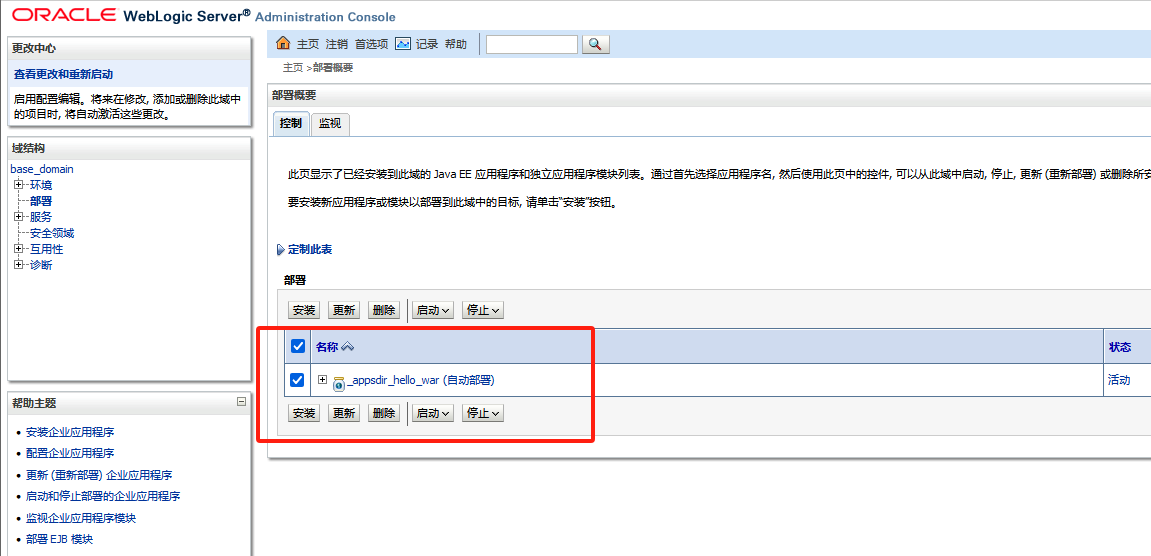 ORACLE WebLogic Server® Administration Console
更改中心
查看更改和重新启动
启用配置编辑。将来在修改, 添加或删除此域中
的项目时, 将自动激活这些更改。
域结构
base_domain
环境
部署
服务
安全领域
互用性
诊断
帮助主题
安装企业应用程序
配置企业应用程序
更新 (重新部署) 企业应用程序
启动和停止部署的企业应用程序
监视企业应用程序模块
部署 EJB 模块
主页 注销 首选项 记录 帮助
主页 >部署概要
部署概要
控制 监视
此页显示了已经安装到此域的 Java EE 应用程序和独立应用程序模块列表。通过首先选择应用程序名, 然后使用此页中的控件, 可以从此域中启动, 停止, 更新 (重新部署) 或删除所安
要安装新应用程序或模块以部署到此域中的目标, 请单击"安装"按钮。
定制此表
部署
安装 更新 删除 启动 停止
名称 状态
_appsdir_hello_war (自动部署) 活动
安装 更新 删除 启动 停止